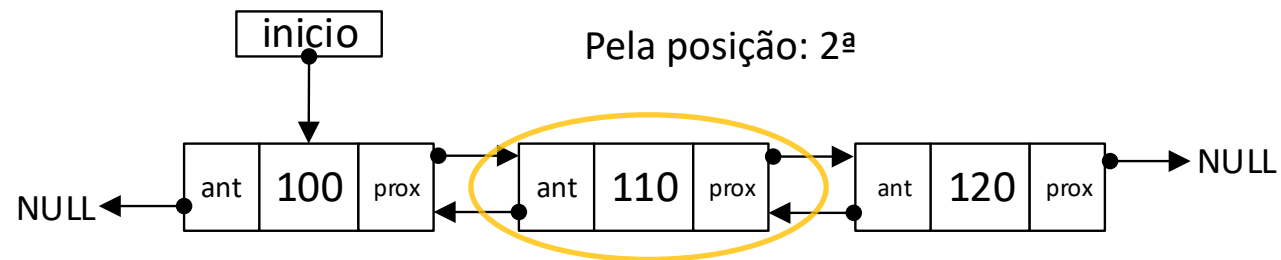 inicio
Pela posição: 2ª
ant 100 prox
ant 110 prox
ant 120 prox
NULL
NULL